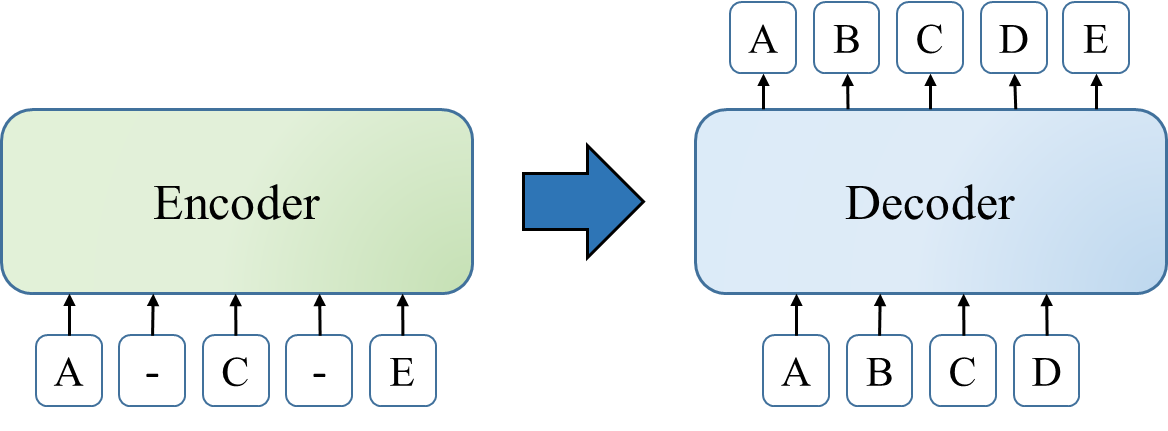 A B C D E
Encoder
Decoder
A - C - E
A B C D